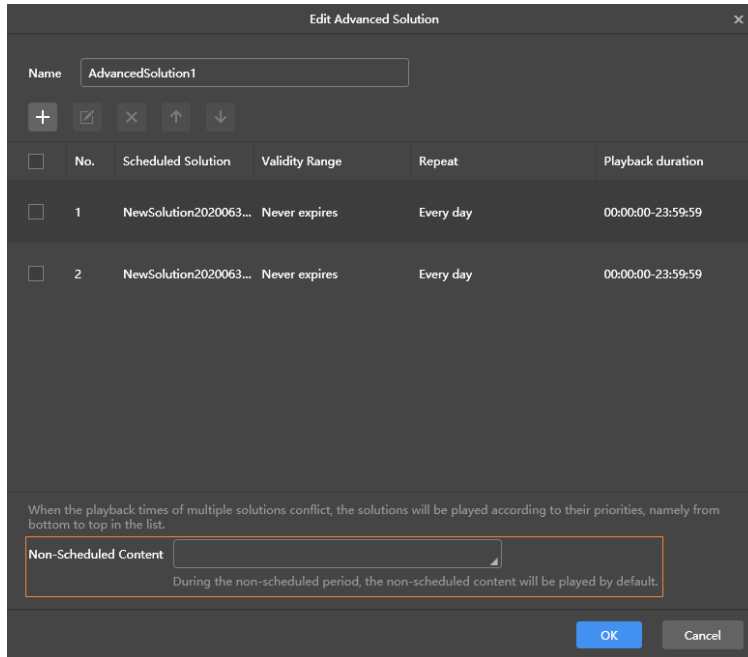 Edit Advanced Solution
Name AdvancedSolution1
No. Scheduled Solution Validity Range Repeat Playback duration
1 NewSolution2020063... Never expires Every day 00:00:00-23:59:59
2 NewSolution2020063... Never expires Every day 00:00:00-23:59:59
When the playback times of multiple solutions conflict, the solutions will be played according to their priorities, namely from
bottom to top in the list.
Non-Scheduled Content
During the non-scheduled period, the non-scheduled content will be played by default.
OK Cancel